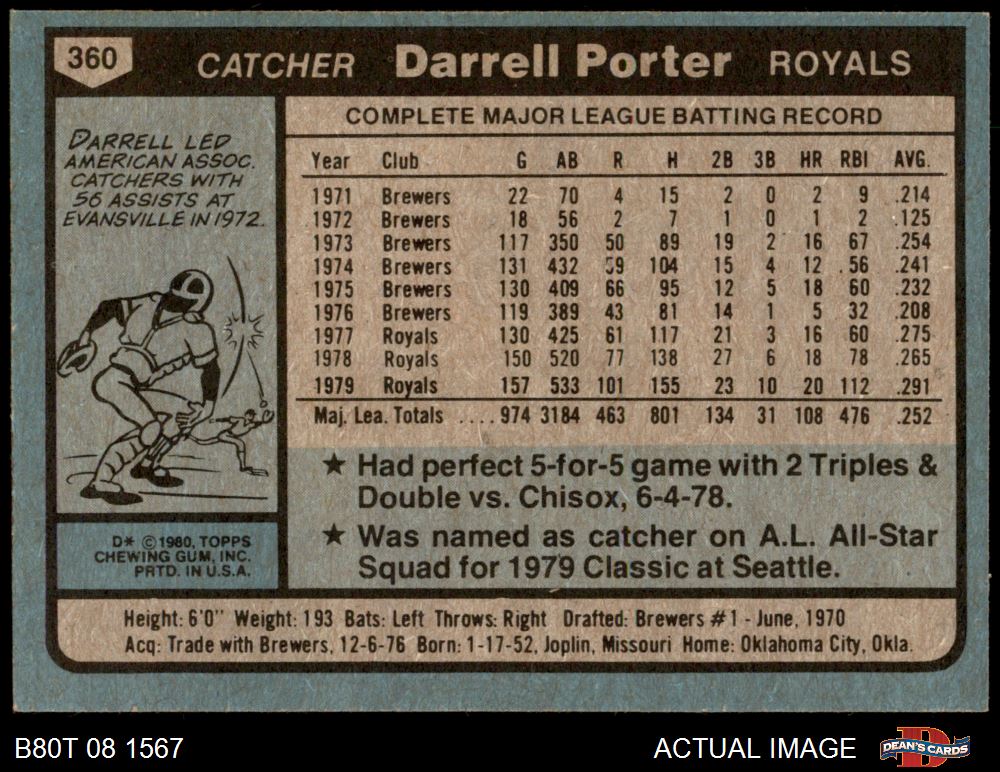 360 CATCHER Darrell Porter ROYALS
DARRELL LED
AMERICAN ASSOC.
CATCHERS WITH
56 ASSISTS AT
EVANSVILLE IN 1972.
COMPLETE MAJOR LEAGUE BATTING RECORD
Year Club G AB R H 2B 3B HR RBI AVG.
1971 Brewers 22 70 4 15 2 0 2 9 .214
1972 Brewers 18 56 2 7 1 0 1 2 .125
1973 Brewers 117 350 50 89 19 2 16 67 .254
1974 Brewers 131 432 59 104 15 4 12 56 .241
1975 Brewers 130 409 66 95 12 5 18 60 .232
1976 Brewers 119 389 43 81 14 1 5 32 .208
1977 Royals 130 425 61 117 21 3 16 60 .275
1978 Royals 150 520 77 138 27 6 18 78 .265
1979 Royals 157 533 101 155 23 10 20 112 .291
Maj. Lea. Totals .... 974 3184 463 801 134 31 108 476 .252
★ Had perfect 5-for-5 game with 2 Triples &
Double vs. Chisox, 6-4-78.
★ Was named as catcher on A.L. All-Star
Squad for 1979 Classic at Seattle.
D* © 1980, TOPPS
CHEWING GUM, INC.
PRTD. IN U.S.A.
Height: 6'0" Weight: 193 Bats: Left Throws: Right Drafted: Brewers #1 - June, 1970
Acq: Trade with Brewers, 12-6-76 Born: 1-17-52, Joplin, Missouri Home: Oklahoma City, Okla.
B80T 08 1567
ACTUAL IMAGE
DEAN'S CARDS